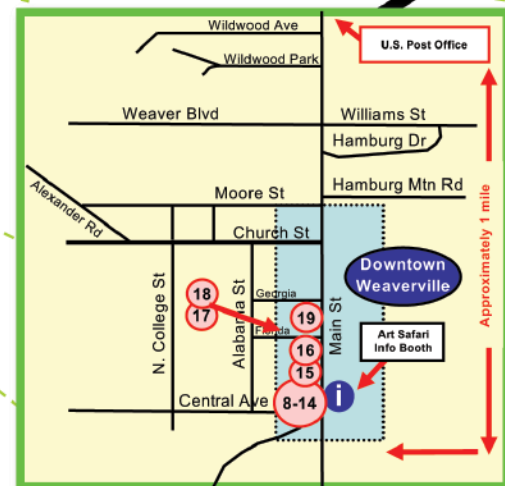 Wildwood Ave
U.S. Post Office
Wildwood Park
Weaver Blvd
Williams St
Hamburg Dr
Alexander Rd
Moore St
Hamburg Mtn Rd
Church St
Approximately 1 mile
Downtown
Weaverville
N. College St
18
17
Alabama St
Georgia
19
Main St
Florida
Art Safari
Info Booth
16
15
Central Ave
8-14
i